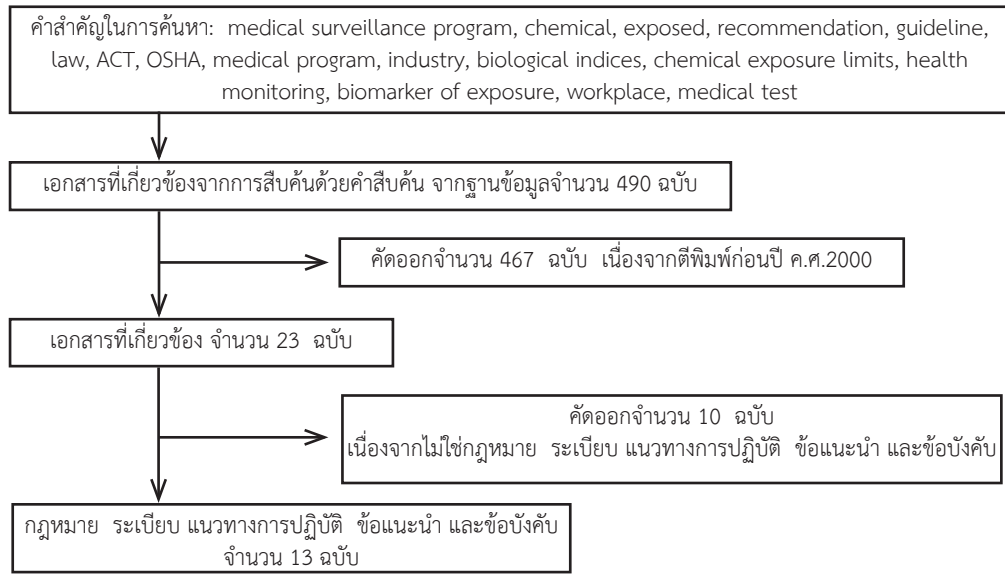 คำสำคัญในการค้นหา: medical surveillance program, chemical, exposed, recommendation, guideline,
law, ACT, OSHA, medical program, industry, biological indices, chemical exposure limits, health
monitoring, biomarker of exposure, workplace, medical test
เอกสารที่เกี่ยวข้องจากการสืบค้นด้วยคำสืบค้น จากฐานข้อมูลจำนวน 490 ฉบับ
คัดออกจำนวน 467 ฉบับ เนื่องจากตีพิมพ์ก่อนปี ค.ศ.2000
เอกสารที่เกี่ยวข้อง จำนวน 23 ฉบับ
คัดออกจำนวน 10 ฉบับ
เนื่องจากไม่ใช่กฎหมาย ระเบียบ แนวทางการปฏิบัติ ข้อแนะนำ และข้อบังคับ
กฎหมาย ระเบียบ แนวทางการปฏิบัติ ข้อแนะนำ และข้อบังคับ
จำนวน 13 ฉบับ